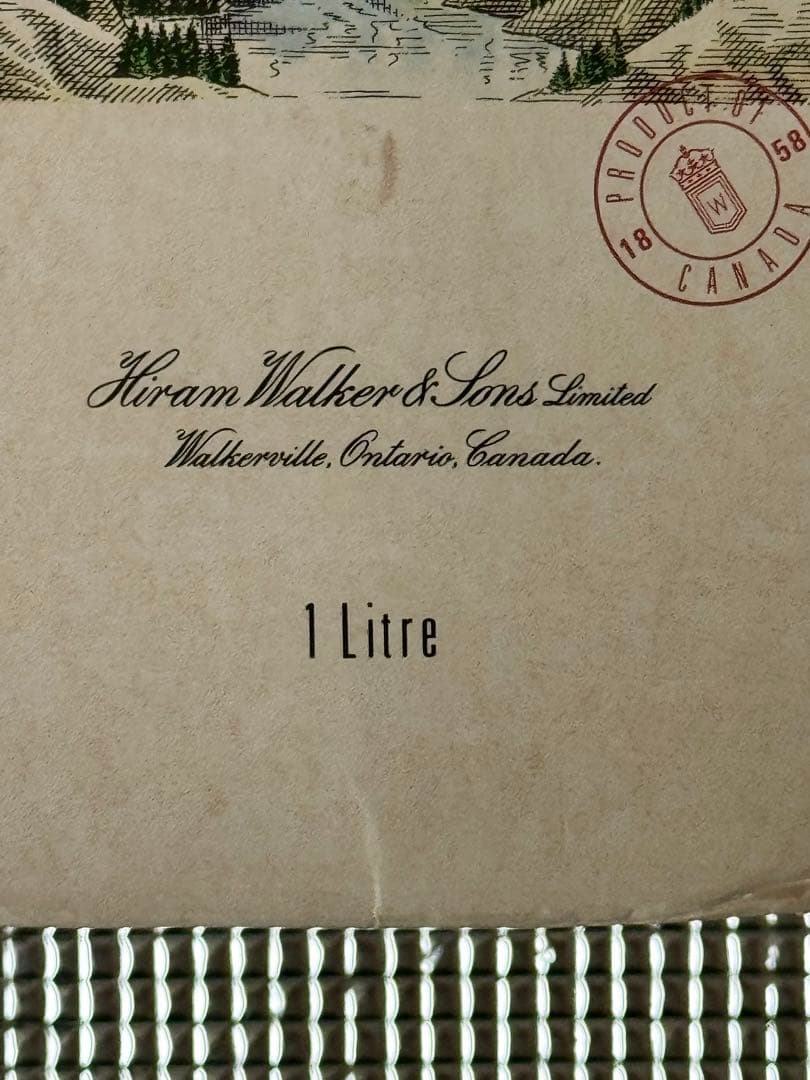 PRODUCT OF
18 58
CANADA
W
Hiram Walker & Sons Limited
Walkerville, Ontario, Canada.
1 Litre